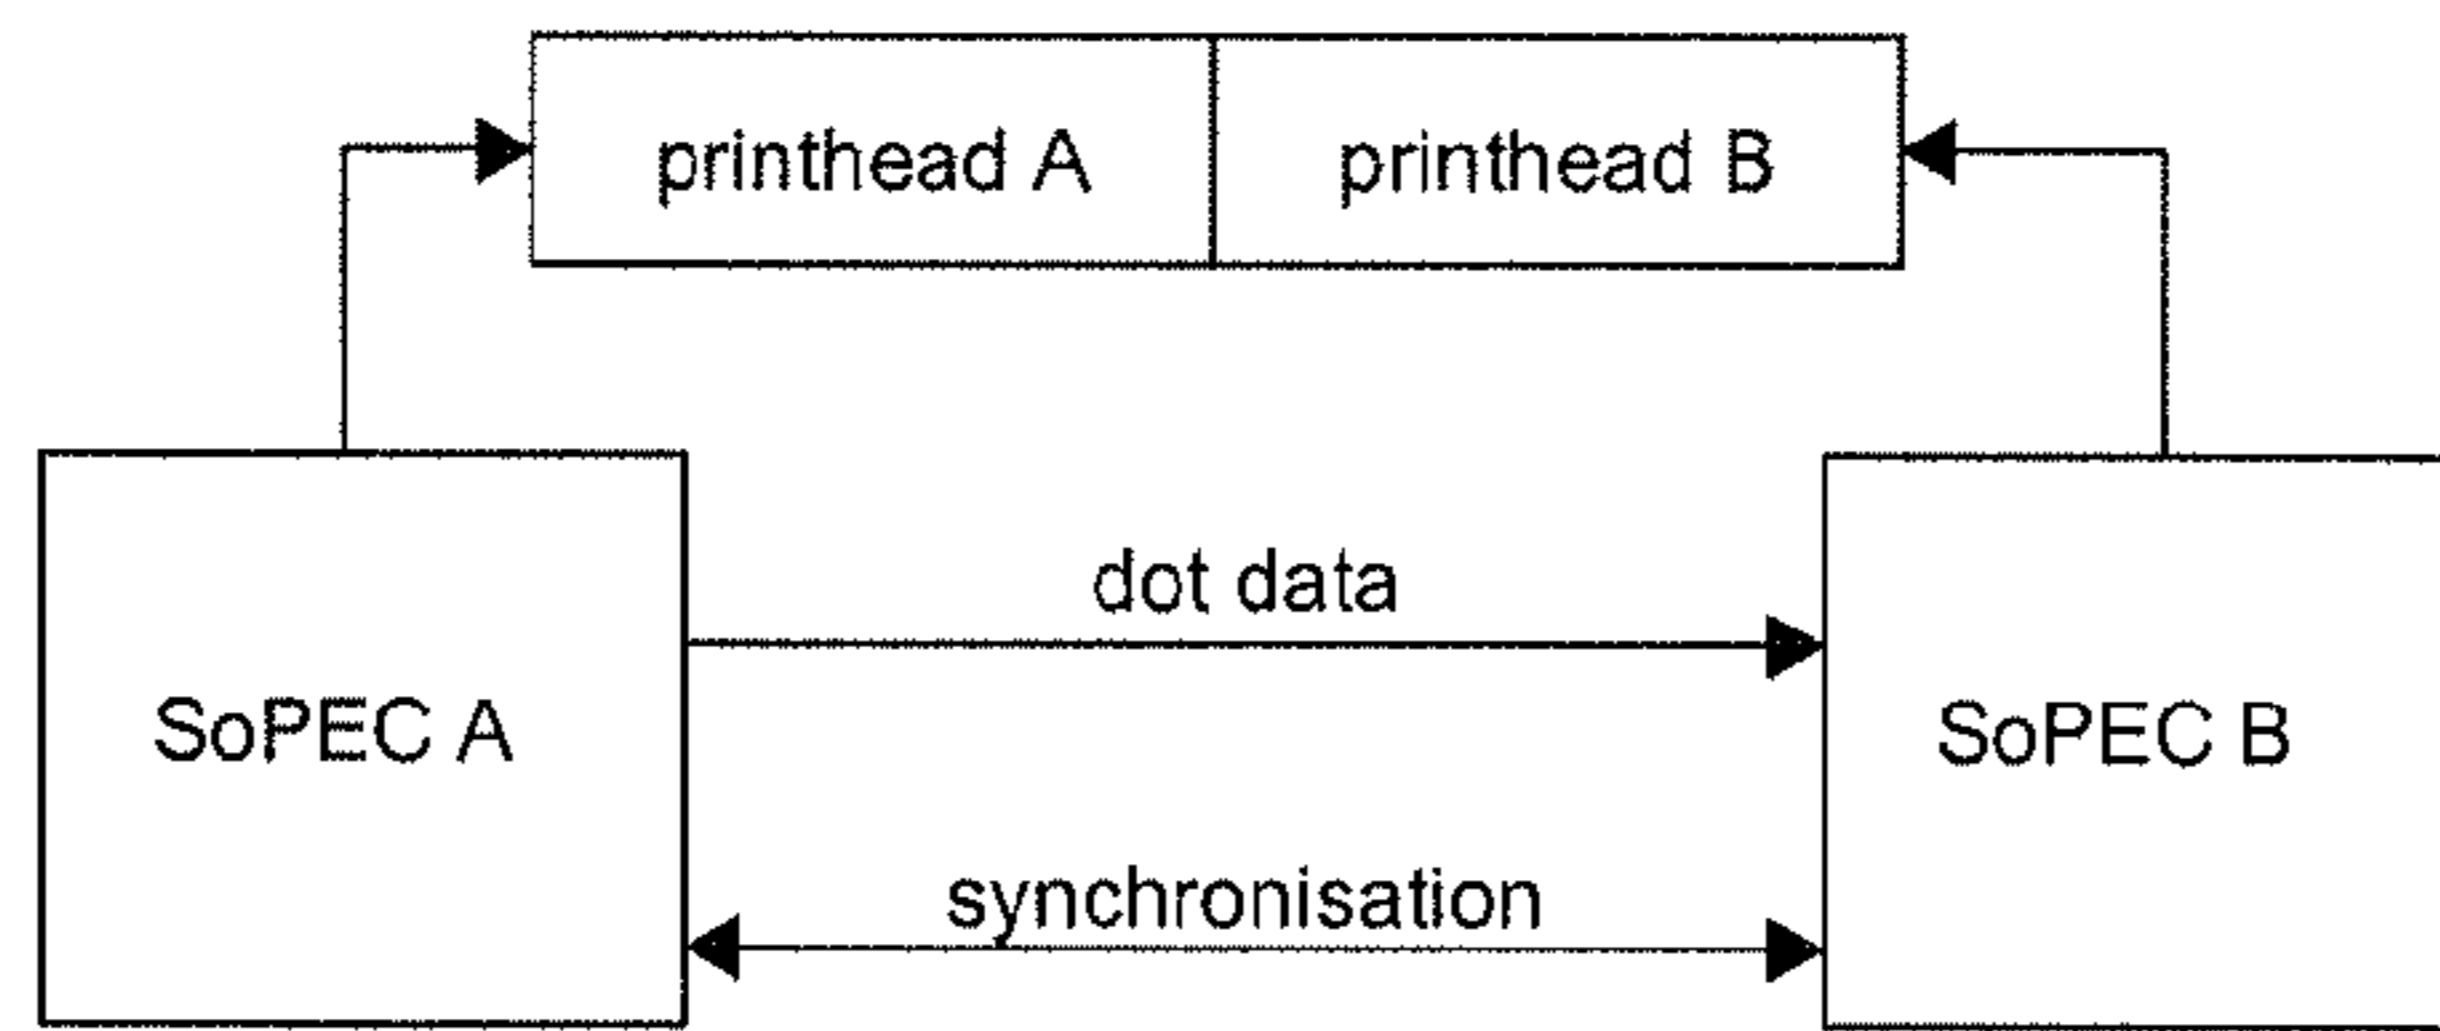 printhead A
printhead B
dot data
SoPEC A
SoPEC B
synchronisation